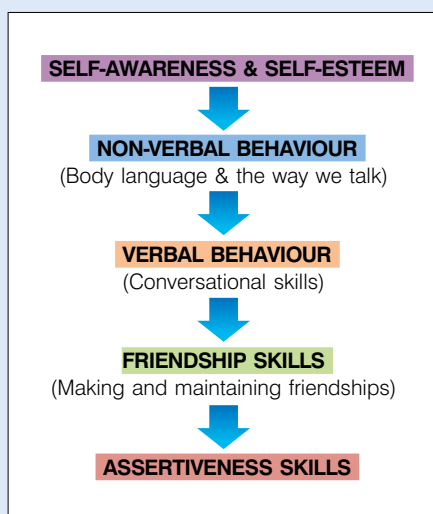 SELF-AWARENESS & SELF-ESTEEM
NON-VERBAL BEHAVIOUR
(Body language & the way we talk)
VERBAL BEHAVIOUR
(Conversational skills)
FRIENDSHIP SKILLS
(Making and maintaining friendships)
ASSERTIVENESS SKILLS